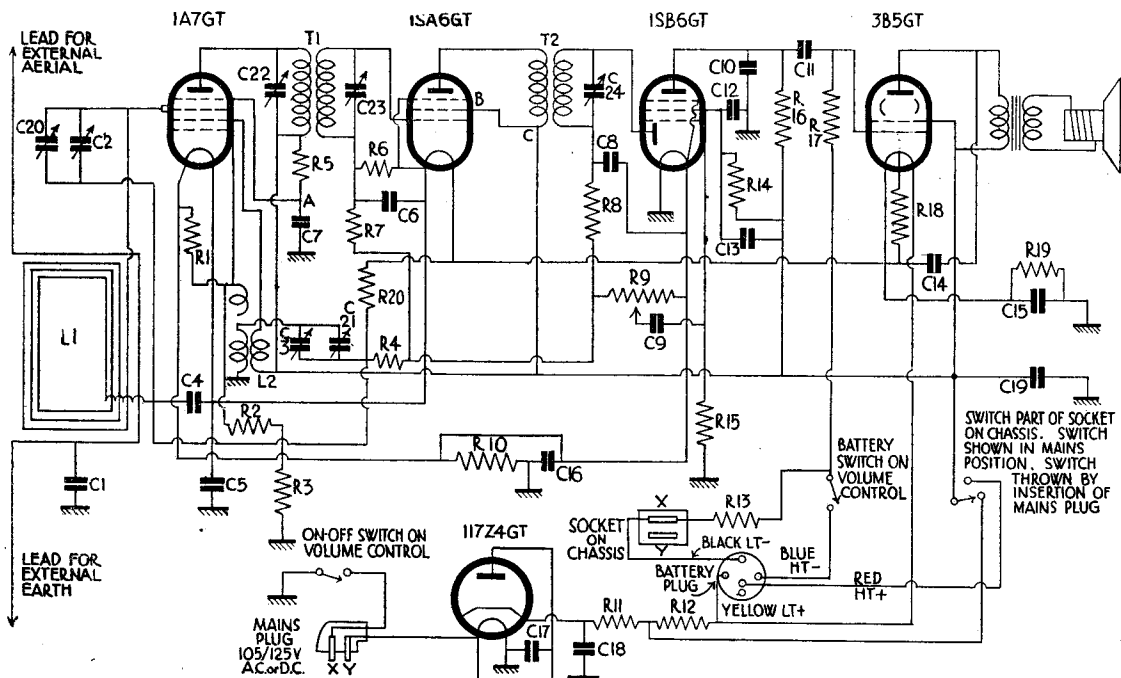 1A7GT
1SA6GT
1SB6GT
3B5GT
LEAD FOR
EXTERNAL
AERIAL
T1
T2
C22
C23
C
24
C10
C11
C12
B
C
C20
C2
R5
R6
A
C7
C6
R7
C8
R8
R14
C13
R
16
R
17
R18
R1
R20
R9
C9
C14
R19
C15
C
3
C
21
R4
L1
L2
C4
R2
R10
C16
R15
C19
SWITCH PART OF SOCKET
ON CHASSIS. SWITCH
SHOWN IN MAINS
POSITION. SWITCH
THROWN BY
INSERTION OF
MAINS PLUG
BATTERY
SWITCH ON
VOLUME
CONTROL
C1
C5
R3
X
Y
R13
SOCKET
ON
CHASSIS
BLACK LT-
BATTERY
PLUG
BLUE
HT-
RED
HT+
YELLOW LT+
LEAD FOR
EXTERNAL
EARTH
ON-OFF SWITCH ON
VOLUME CONTROL
117Z4GT
R11
R12
C17
C18
MAINS
PLUG
105/125V
A.C.orD.C.
X Y